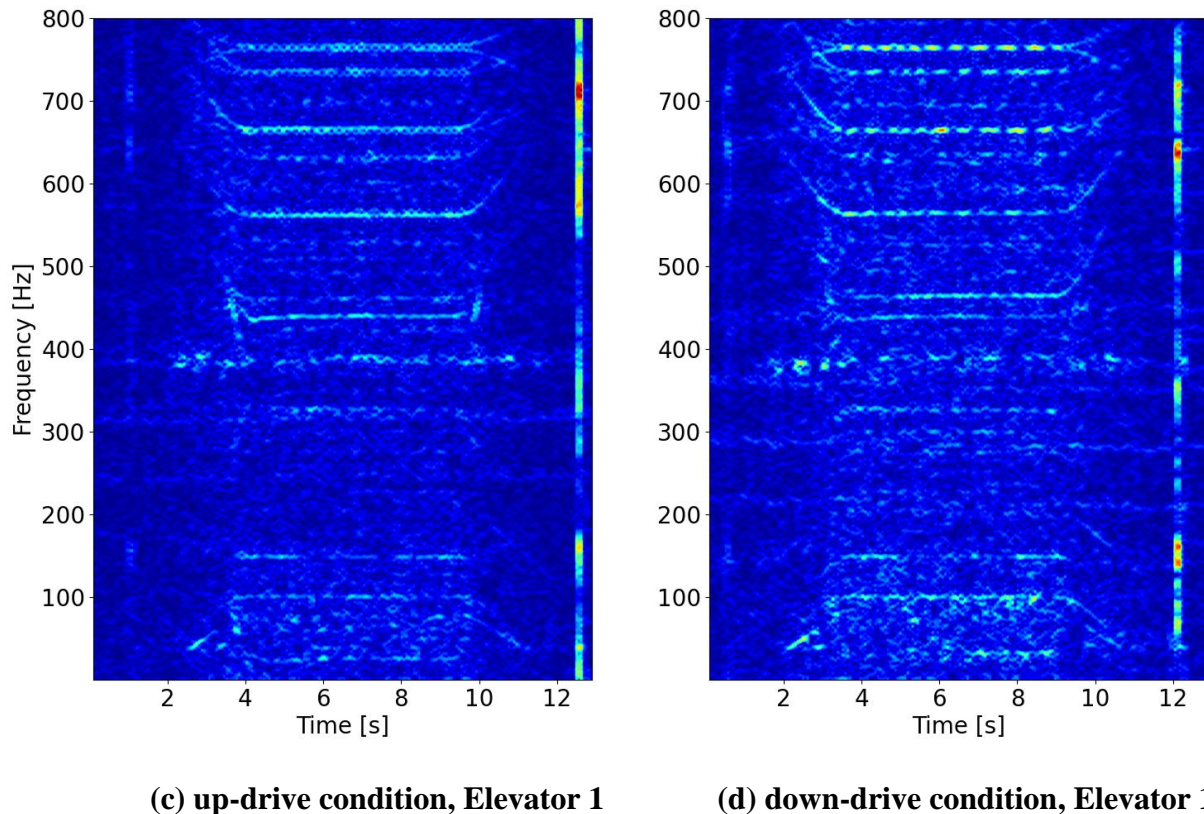 800
700
600
500
400
300
200
100
Frequency [Hz]
2 4 6 8 10 12
Time [s]
800
700
600
500
400
300
200
100
2 4 6 8 10 12
Time [s]
(c) up-drive condition, Elevator 1
(d) down-drive condition, Elevator 1